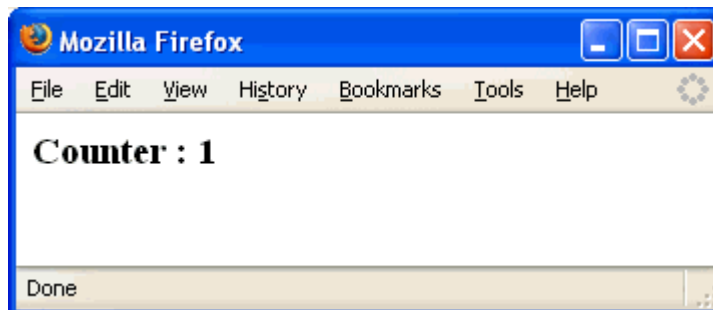 Mozilla Firefox
File Edit View History Bookmarks Tools Help
Counter : 1
Done